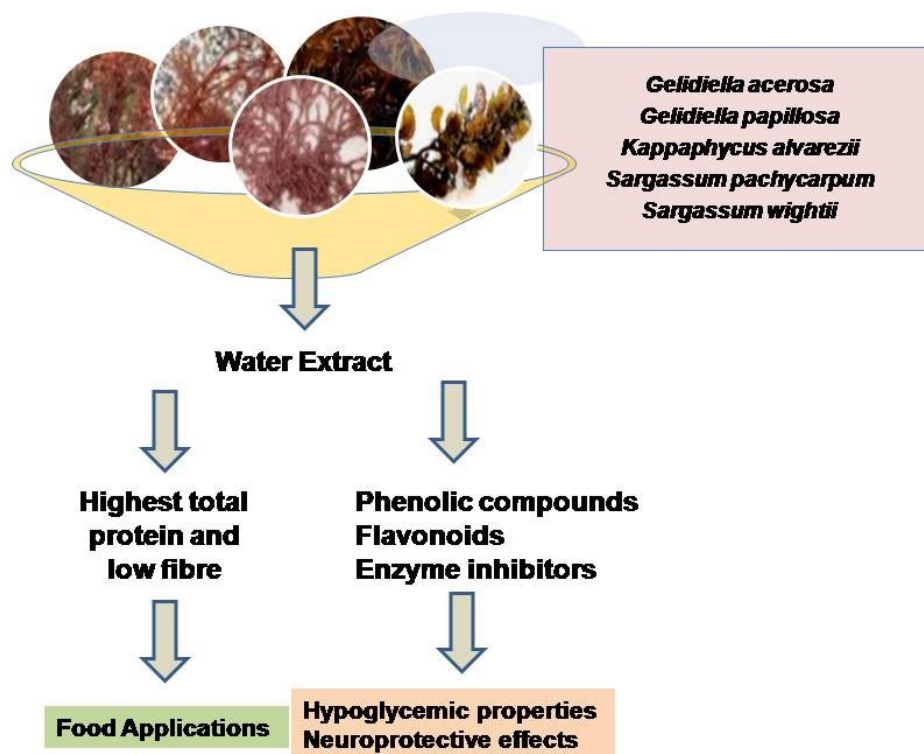 Gelidiella acerosa
Gelidiella papillosa
Kappaphycus alvarezii
Sargassum pachycarpum
Sargassum wightii
Water Extract
Highest total
protein and
low fibre
Phenolic compounds
Flavonoids
Enzyme inhibitors
Food Applications
Hypoglycemic properties
Neuroprotective effects